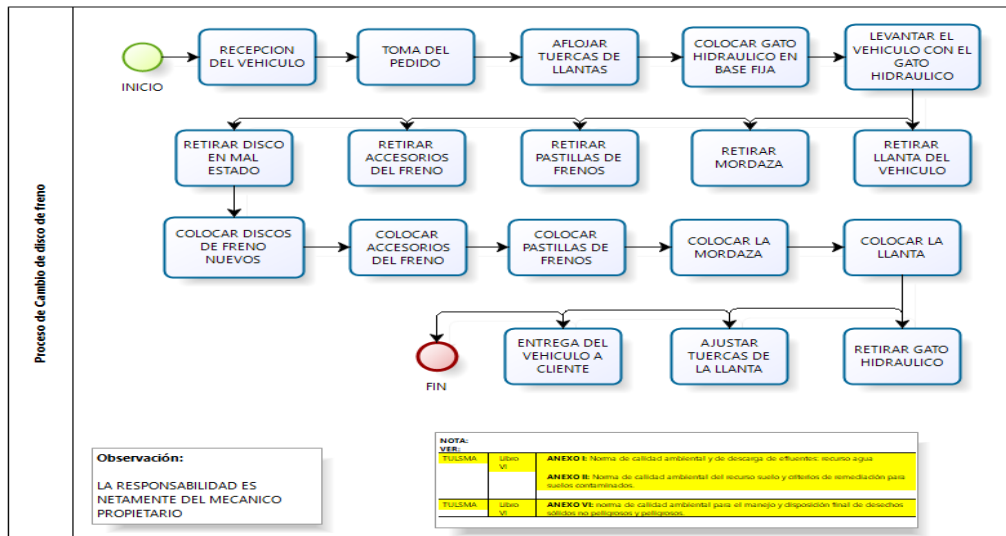 Proceso de Cambio de disco de freno
INICIO
RECEPCION
DEL VEHICULO
TOMA DEL
PEDIDO
AFLOJAR
TUERCAS DE
LLANTAS
COLOCAR GATO
HIDRAULICO EN
BASE FIJA
LEVANTAR EL
VEHICULO CON EL
GATO
HIDRAULICO
RETIRAR DISCO
EN MAL
ESTADO
RETIRAR
ACCESORIOS
DEL FRENO
RETIRAR
PASTILLAS DE
FRENOS
RETIRAR
MORDAZA
RETIRAR
LLANTA DEL
VEHICULO
COLOCAR DISCOS
DE FRENO
NUEVOS
COLOCAR
ACCESORIOS
DEL FRENO
COLOCAR
PASTILLAS DE
FRENOS
COLOCAR LA
MORDAZA
COLOCAR LA
LLANTA
FIN
ENTREGA DEL
VEHICULO A
CLIENTE
AJUSTAR
TUERCAS DE
LA LLANTA
RETIRAR GATO
HIDRAULICO
Observación:
LA RESPONSABILIDAD ES
NETAMENTE DEL MECANICO
PROPIETARIO
NOTA:
VER:
TULSMA
Libro
VI
ANEXO I: Norma de calidad ambiental y de descarga de efluentes: recurso agua
ANEXO II: Norma de calidad ambiental del recurso suelo y criterios de remediación para
suelos contaminados.
TULSMA
Libro
VI
ANEXO VI: norma de calidad ambiental para el manejo y disposición final de desechos
sólidos no peligrosos y peligrosos.